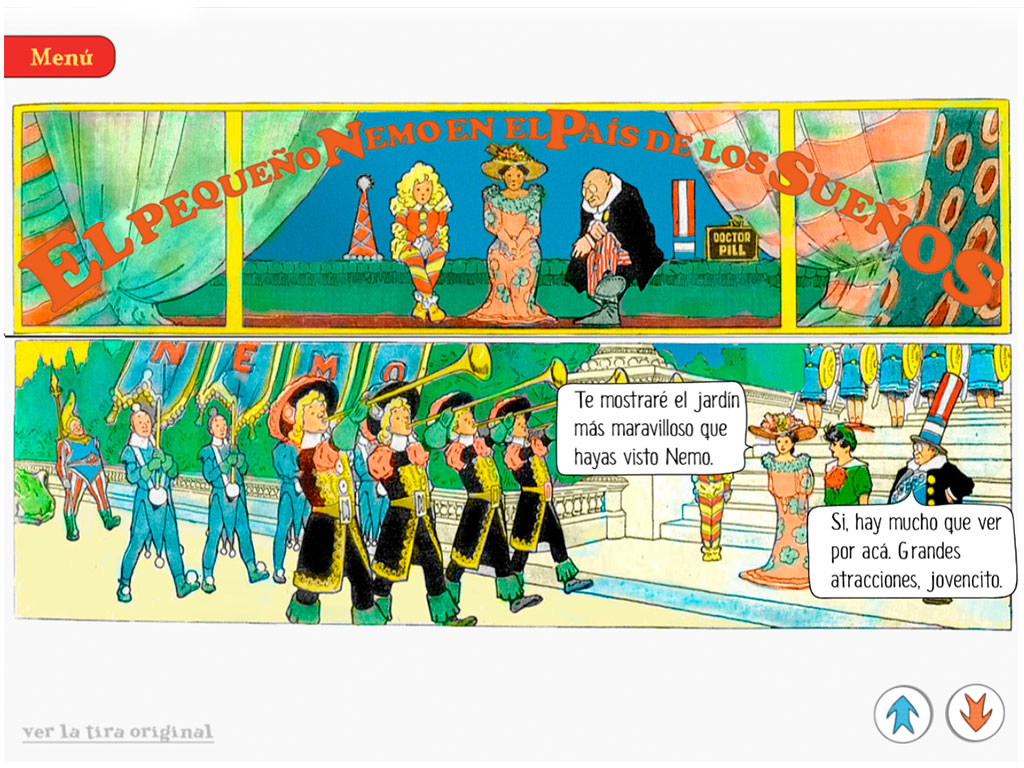 Menú
EL PEQUEÑO NEMO EN EL PAÍS DE LOS SUEÑOS
DOCTOR
PILL
NEMO
Te mostraré el jardín
más maravilloso que
hayas visto Nemo.
Si, hay mucho que ver
por acá. Grandes
atracciones, jovencito.
ver la tira original